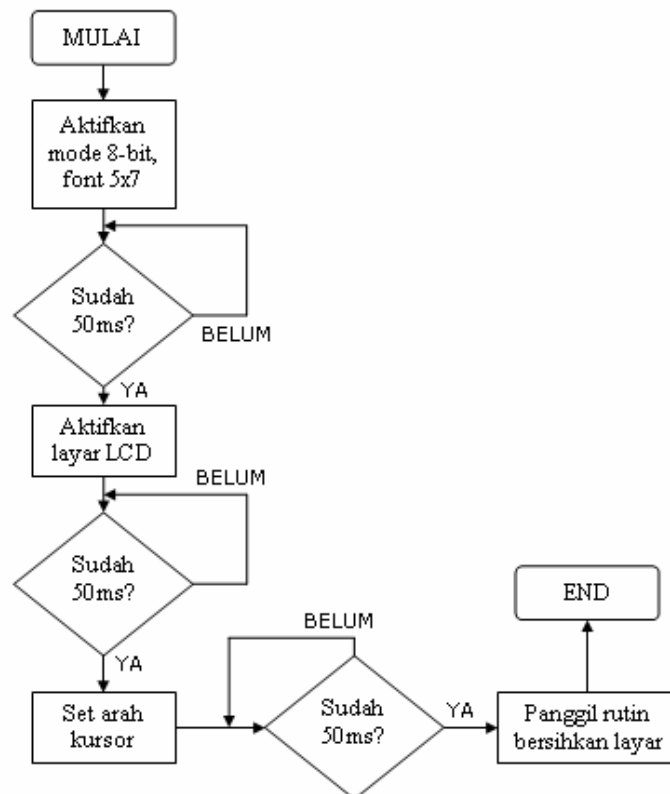 MULAI
Aktifkan
mode 8-bit,
font 5x7
Sudah
50ms?
BELUM
YA
Aktifkan
layar LCD
BELUM
Sudah
50ms?
YA
Set arah
kursor
BELUM
Sudah
50ms?
YA
Panggil rutin
bersihkan layar
END